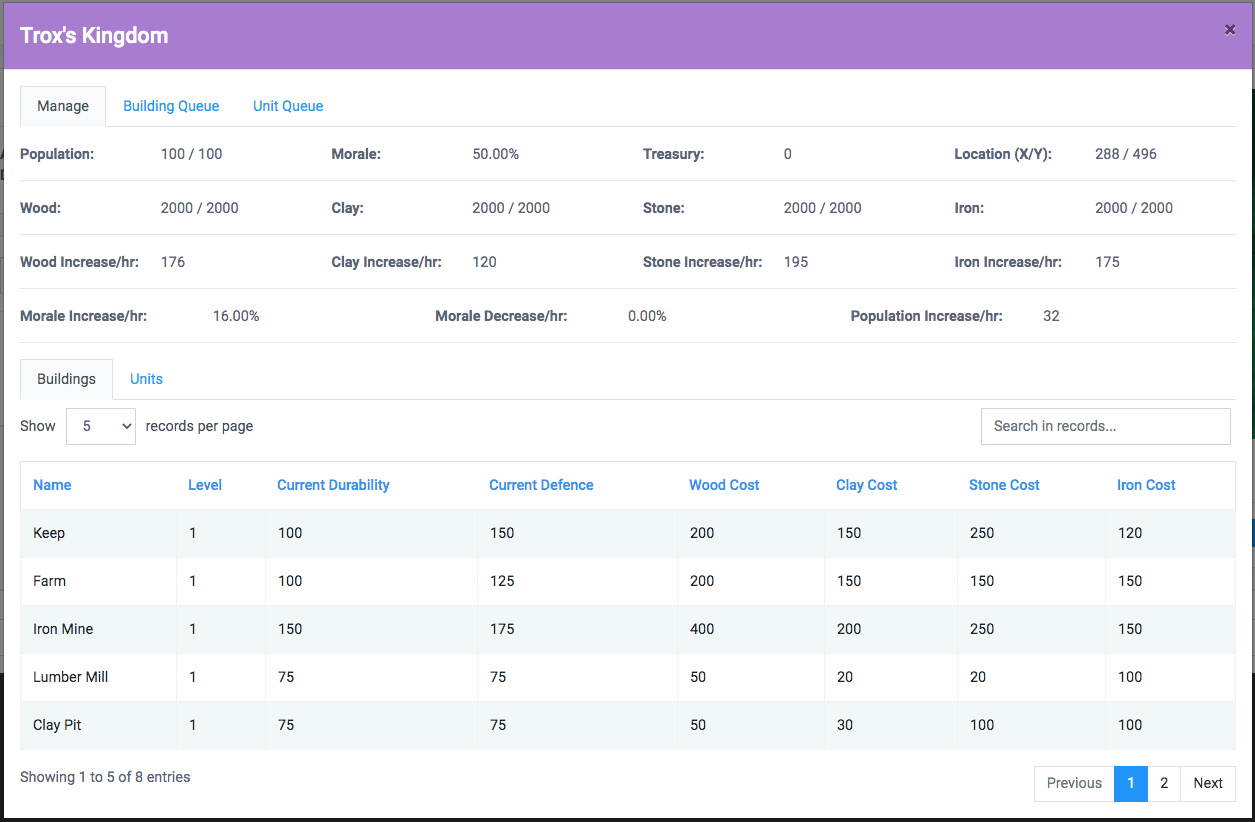 Trox's Kingdom ×
Manage Building Queue Unit Queue
Population: 100 / 100 Morale: 50.00% Treasury: 0 Location (X/Y): 288 / 496
Wood: 2000 / 2000 Clay: 2000 / 2000 Stone: 2000 / 2000 Iron: 2000 / 2000
Wood Increase/hr: 176 Clay Increase/hr: 120 Stone Increase/hr: 195 Iron Increase/hr: 175
Morale Increase/hr: 16.00% Morale Decrease/hr: 0.00% Population Increase/hr: 32
Buildings Units
Show 5 records per page Search in records...
Name Level Current Durability Current Defence Wood Cost Clay Cost Stone Cost Iron Cost
Keep 1 100 150 200 150 250 120
Farm 1 100 125 200 150 150 150
Iron Mine 1 150 175 400 200 250 150
Lumber Mill 1 75 75 50 20 20 100
Clay Pit 1 75 75 50 30 100 100
Showing 1 to 5 of 8 entries Previous 1 2 Next